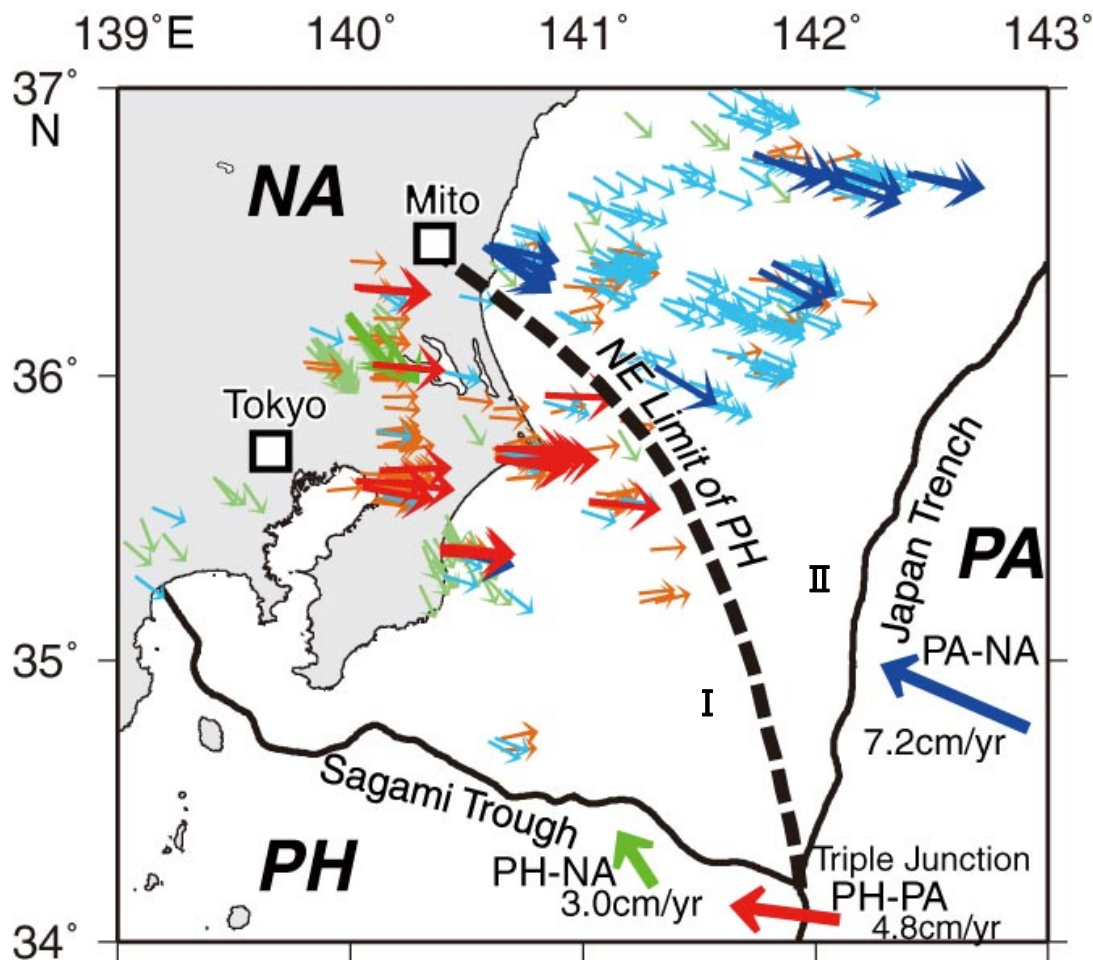 139°E 140° 141° 142° 143°
37°
N
NA
Mito
36°
NE Limit of PH
Tokyo
Japan Trench
PA
II
35°
PA-NA
I
7.2cm/yr
Sagami Trough
PH
PH-NA
3.0cm/yr
Triple Junction
PH-PA
4.8cm/yr
34°